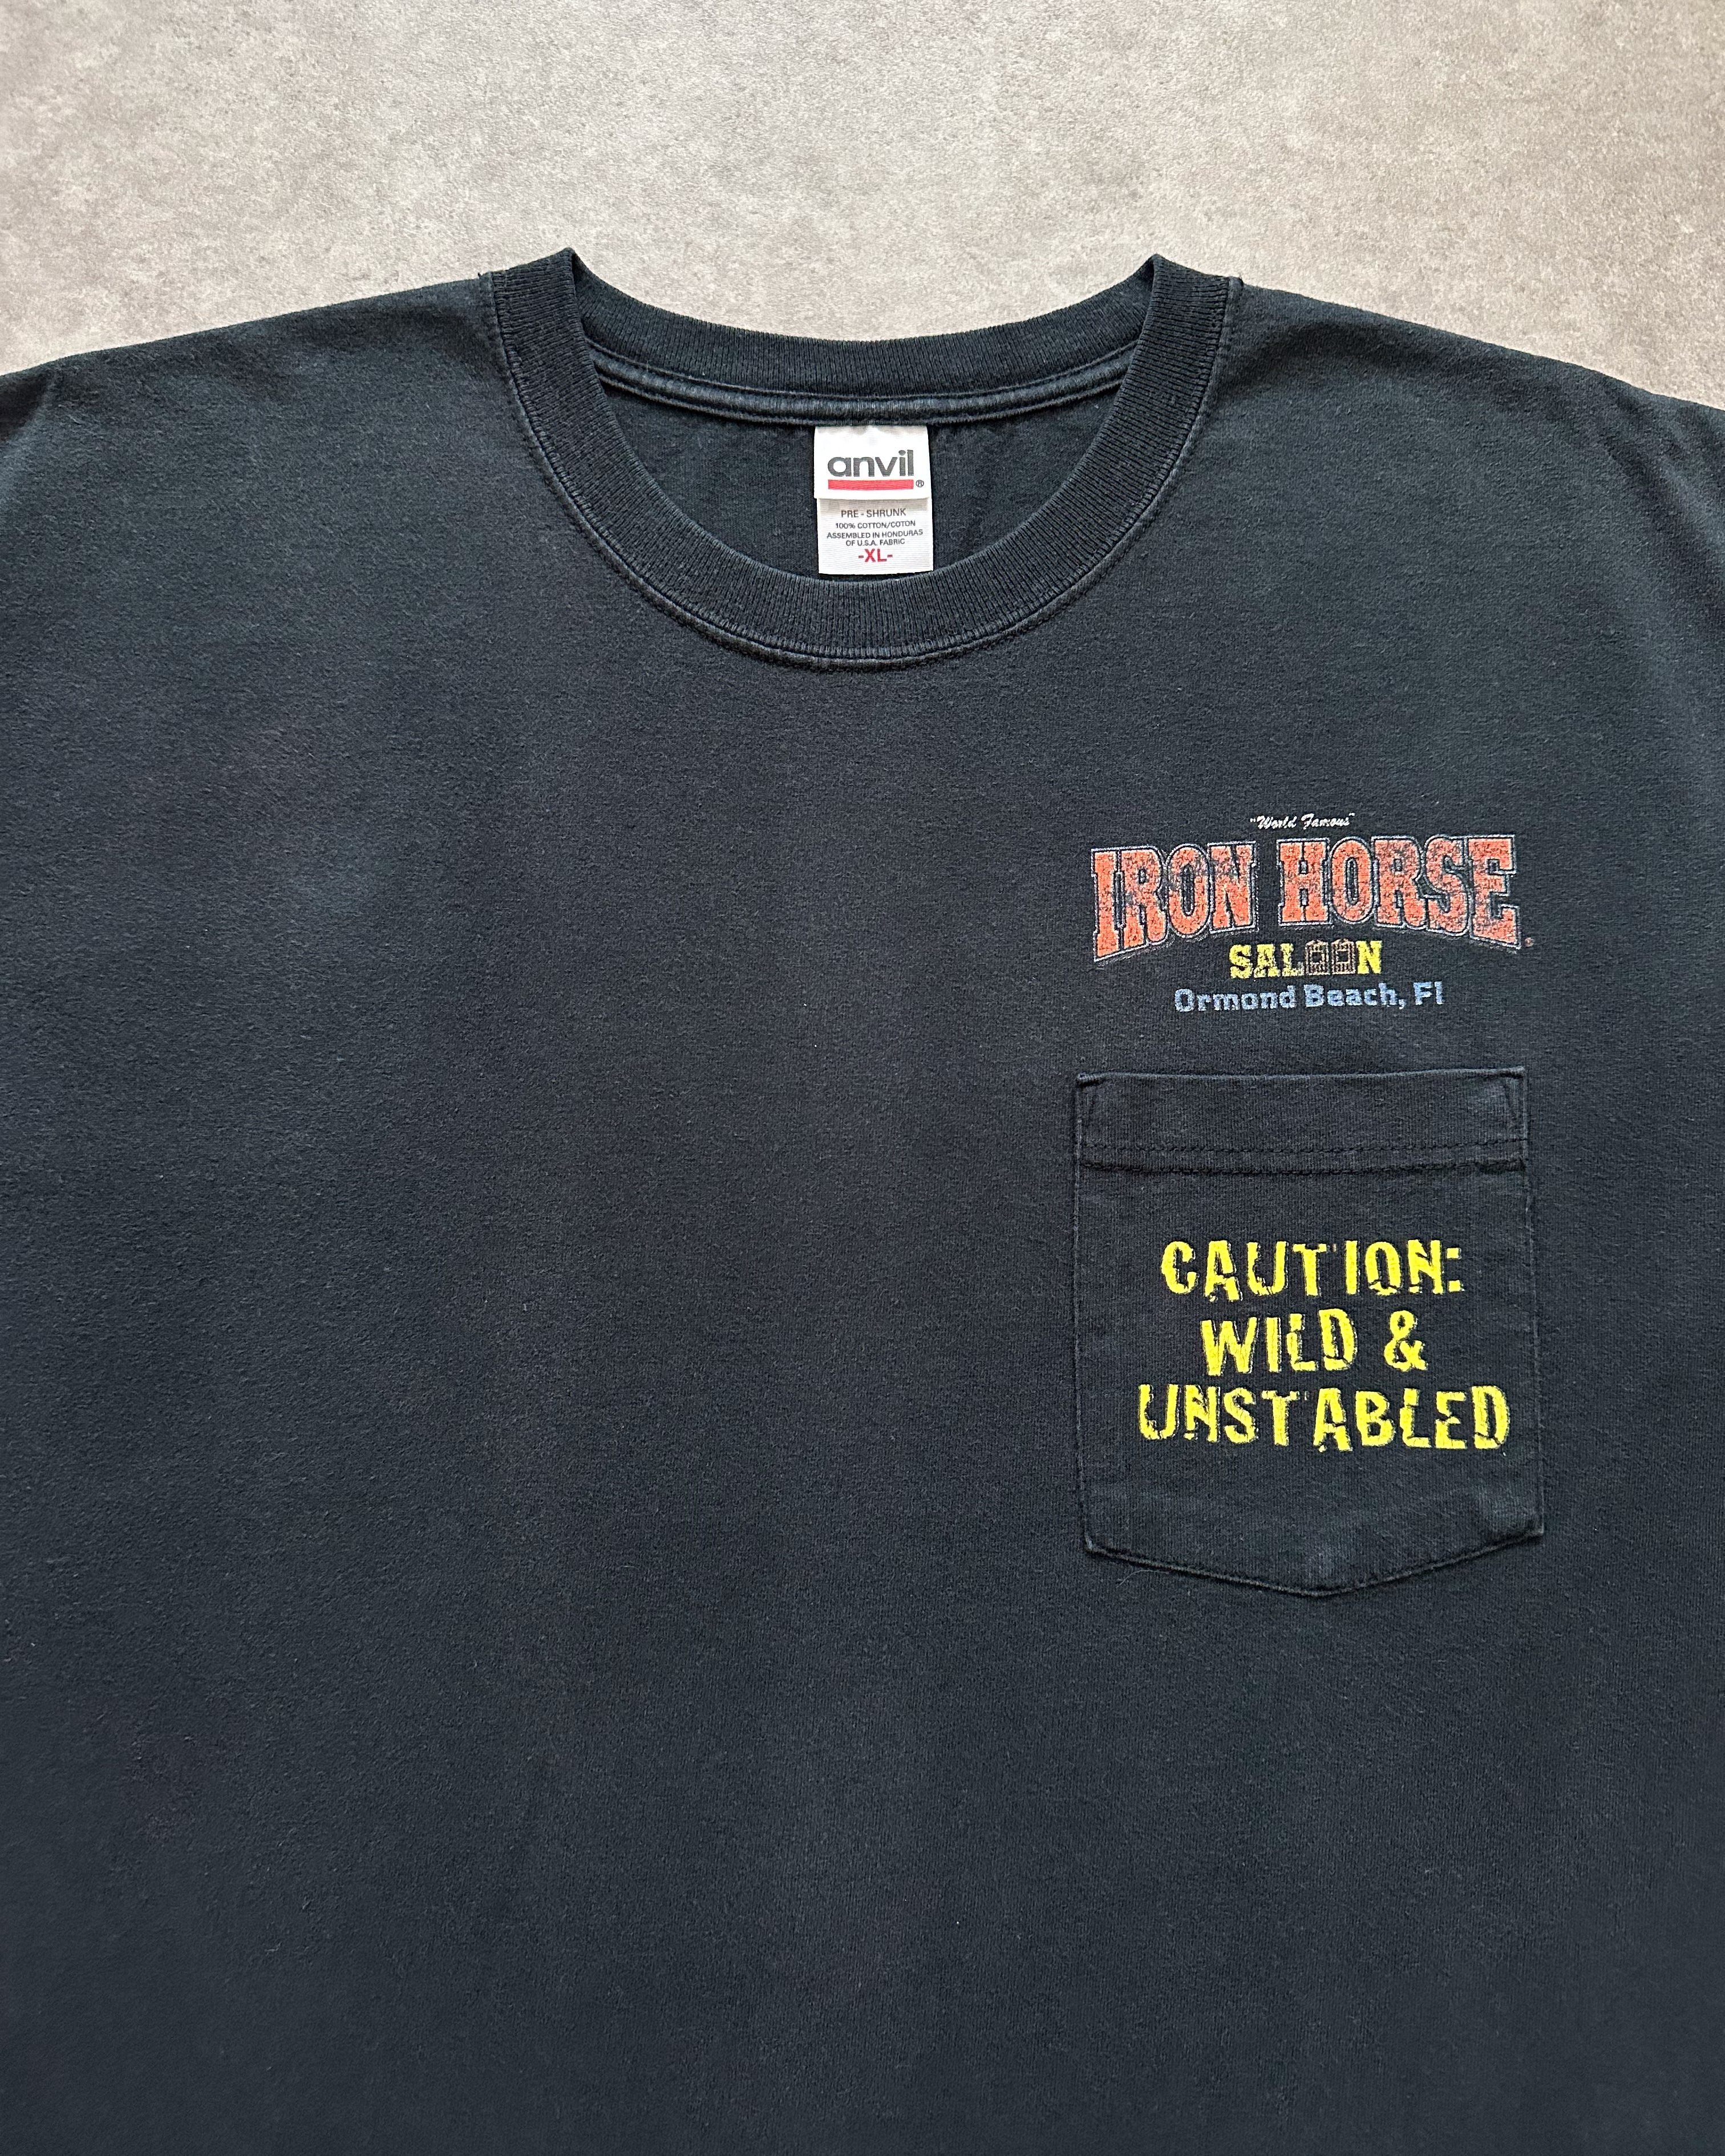 anvil®
PRE - SHRUNK
100% COTTON/COTON
ASSEMBLED IN HONDURAS
OF U.S.A. FABRIC
-XL-
"World Famous"
IRON HORSE
SALOON
Ormond Beach, Fl
CAUTION:
WILD &
UNSTABLED